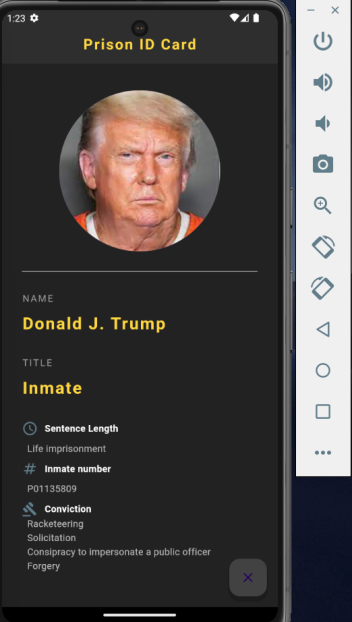 1:23
Prison ID Card
NAME
Donald J. Trump
TITLE
Inmate
Sentence Length
Life imprisonment
# Inmate number
P01135809
Conviction
Racketeering
Solicitation
Consipracy to impersonate a public officer
Forgery